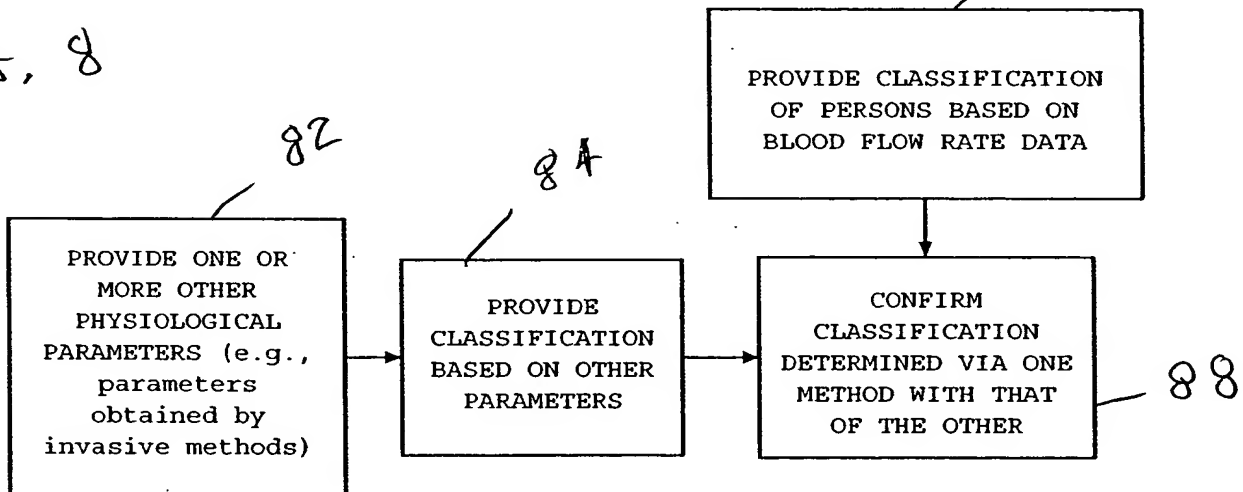 , 8
82
84
PROVIDE CLASSIFICATION
OF PERSONS BASED ON
BLOOD FLOW RATE DATA
PROVIDE ONE OR
MORE OTHER
PHYSIOLOGICAL
PARAMETERS (e.g.,
parameters
obtained by
invasive methods)
PROVIDE
CLASSIFICATION
BASED ON OTHER
PARAMETERS
CONFIRM
CLASSIFICATION
DETERMINED VIA ONE
METHOD WITH THAT
OF THE OTHER
88